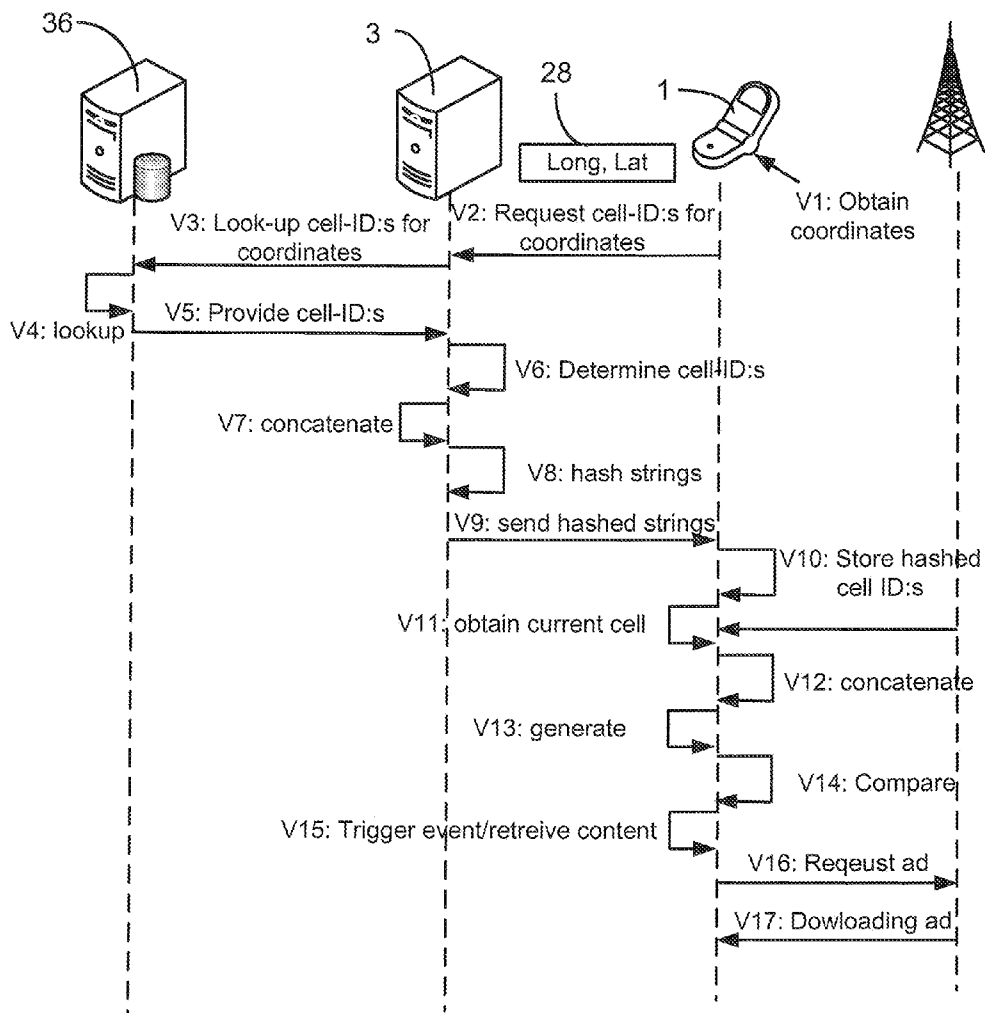 36
3
28
1
Long, Lat
V1: Obtain
coordinates
V2: Request cell-ID:s for
coordinates
V3: Look-up cell-ID:s for
coordinates
V4: lookup
V5: Provide cell-ID:s
V6: Determine cell-ID:s
V7: concatenate
V8: hash strings
V9: send hashed strings
V10: Store hashed
cell ID:s
V11: obtain current cell
V12: concatenate
V13: generate
V14: Compare
V15: Trigger event/retreive content
V16: Reqeust ad
V17: Dowloading ad